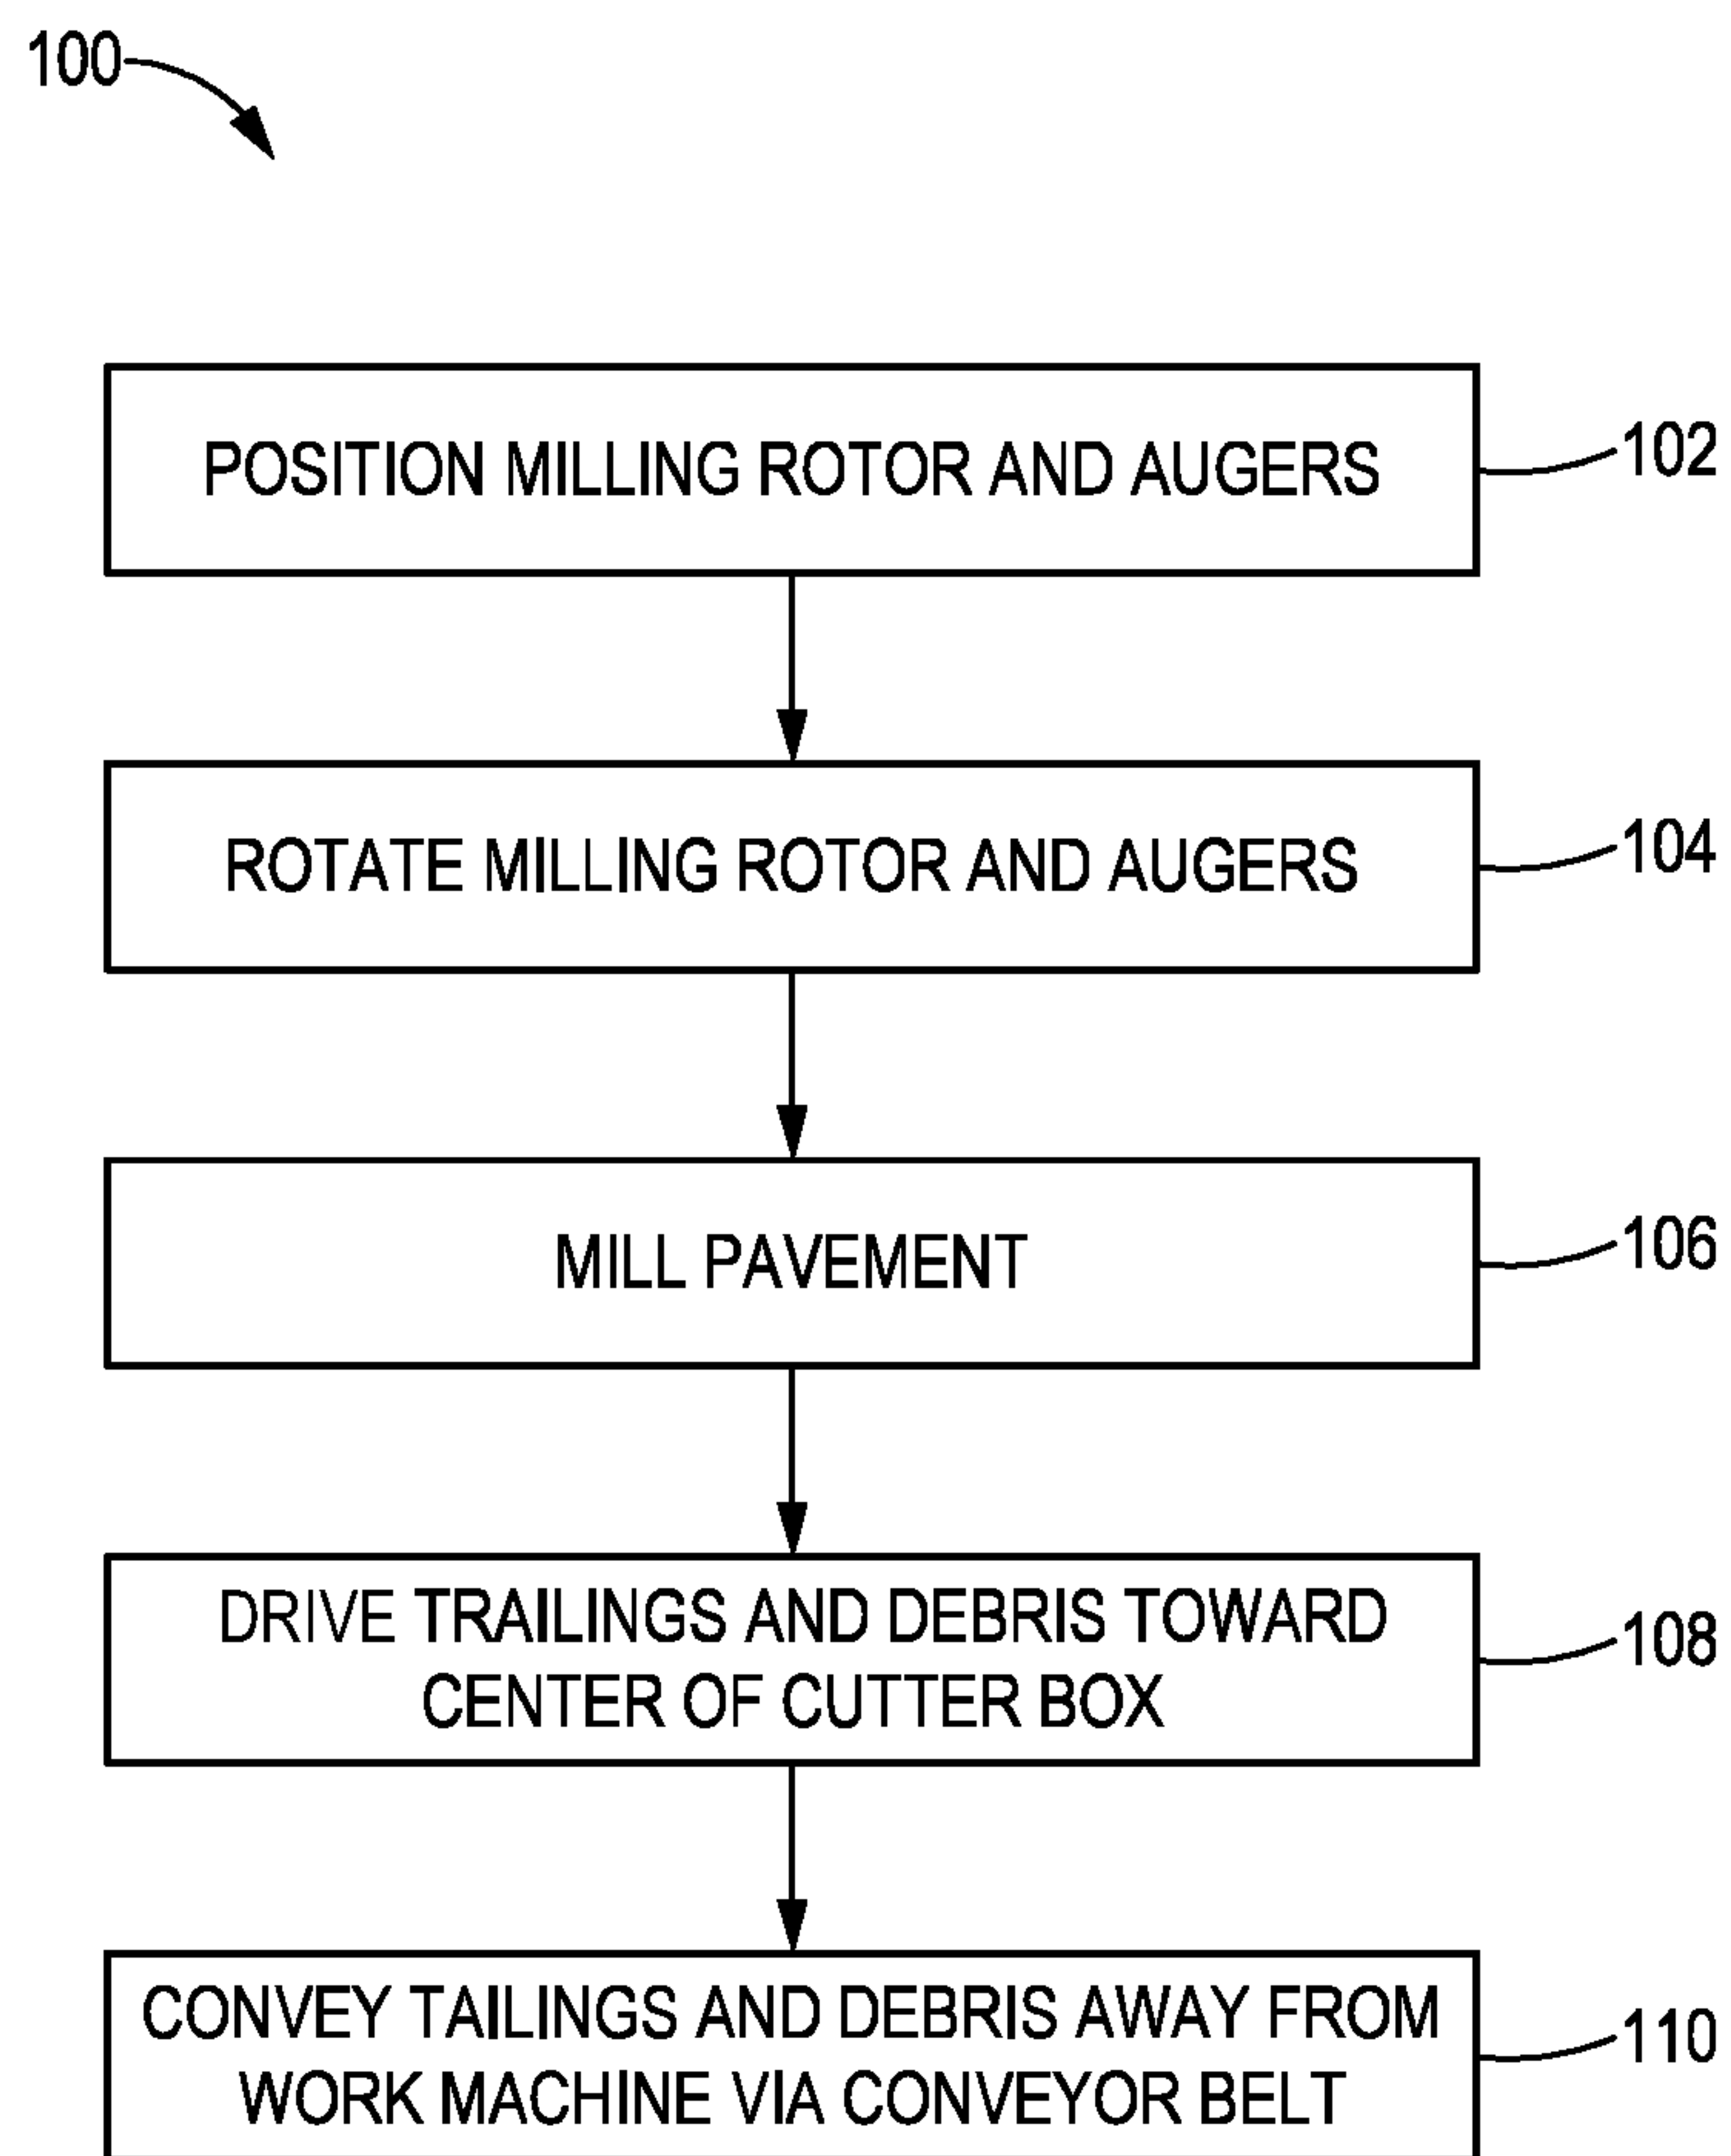 100
POSITION MILLING ROTOR AND AUGERS
102
ROTATE MILLING ROTOR AND AUGERS
104
MILL PAVEMENT
106
DRIVE TRAILINGS AND DEBRIS TOWARD
CENTER OF CUTTER BOX
108
CONVEY TAILINGS AND DEBRIS AWAY FROM
WORK MACHINE VIA CONVEYOR BELT
110